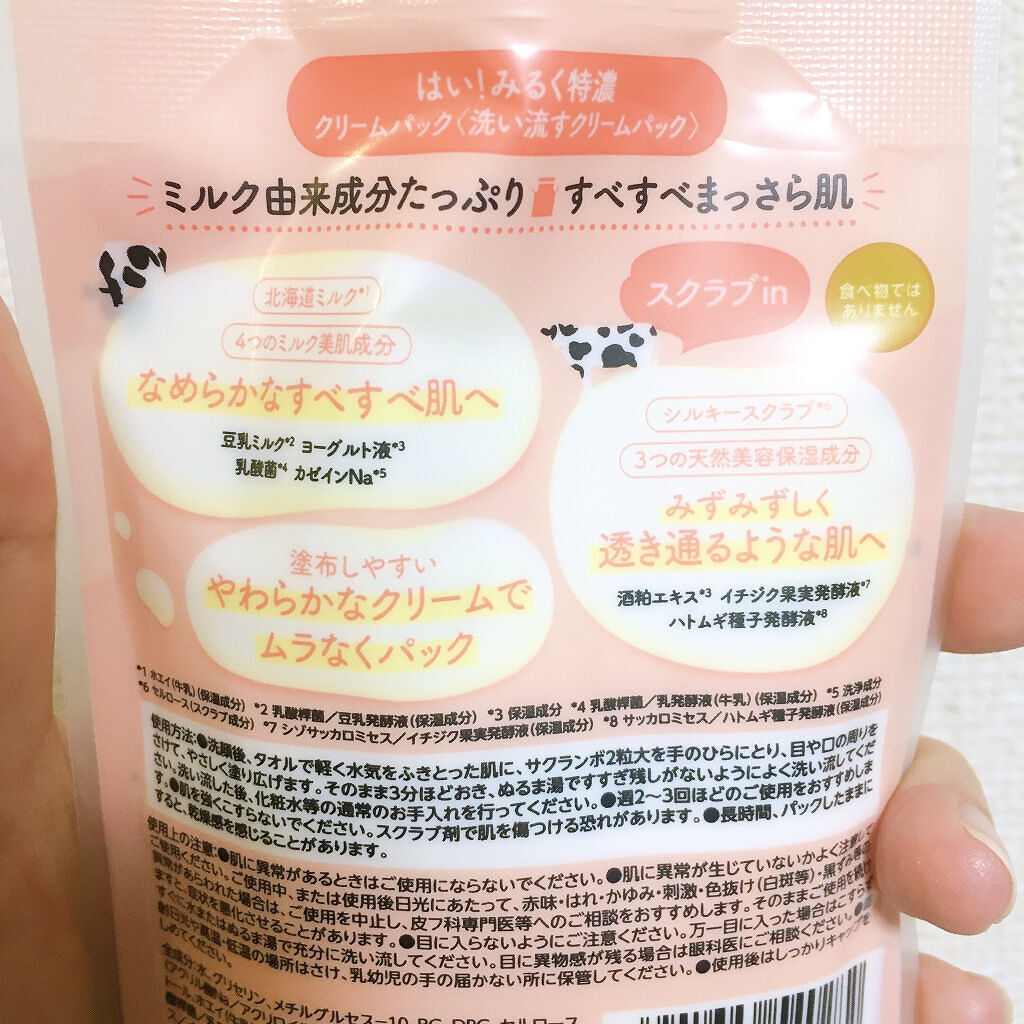 はい!みるく特濃
クリームパック〈洗い流すクリームパック〉
ミルク由来成分たっぷり すべすべまっさら肌
北海道ミルク*1
4つのミルク美肌成分
なめらかなすべすべ肌へ
豆乳ミルク*2 ヨーグルト液*3
乳酸菌*4 カゼインNa*5
スクラブin
食べ物では
ありません
シルキースクラブ*6
3つの天然美容保湿成分
みずみずしく
透き通るような肌へ
酒粕エキス*3 イチジク果実発酵液*7
ハトムギ種子発酵液*8
塗布しやすい
やわらかなクリームで
ムラなくパック
*1 ホエイ(牛乳)(保湿成分) *2 乳酸桿菌/豆乳発酵液(保湿成分) *3 保湿成分 *4 乳酸桿菌/乳発酵液(牛乳)(保湿成分) *5 洗浄成分
*6 セルロース(スクラブ成分) *7 シゾサッカロミセス/イチジク果実発酵液(保湿成分) *8 サッカロミセス/ハトムギ種子発酵液(保湿成分)
使用方法:●洗顔後、タオルで軽く水気をふきとった肌に、サクランボ2粒大を手のひらにとり、目や口の周りを
さけて、やさしく塗り広げます。そのまま3分ほどおき、ぬるま湯ですすぎ残しがないようによく洗い流してくだ
さい。洗い流した後、化粧水等の通常のお手入れを行ってください。●週2〜3回ほどのご使用をおすすめしま
す。●肌を強くこすらないでください。スクラブ剤で肌を傷つける恐れがあります。●長時間、パックしたままに
すると、乾燥感を感じることがあります。
使用上の注意:●肌に異常があるときはご使用にならないでください。●肌に異常が生じていないかよく注意して
ご使用ください。ご使用中、または使用後日光にあたって、赤味・はれ・かゆみ・刺激・色抜け(白斑等)・黒ずみ等の
異常があらわれた場合は、ご使用を中止し、皮フ科専門医等へのご相談をおすすめします。そのままご使用を続け
ますと、症状を悪化させることがあります。●目に入らないようにご注意ください。万一目に入った場合はこすらず
すぐに水またはぬるま湯で充分に洗い流してください。目に異物感が残る場合は眼科医にご相談ください。
射日光や高温・低温の場所はさけ、乳幼児の手の届かない所に保管してください。●使用後はしっかりキャップを
しめてください。
全成分:水、グリセリン、メチルグルセス-10、BG、DPG、セルロース